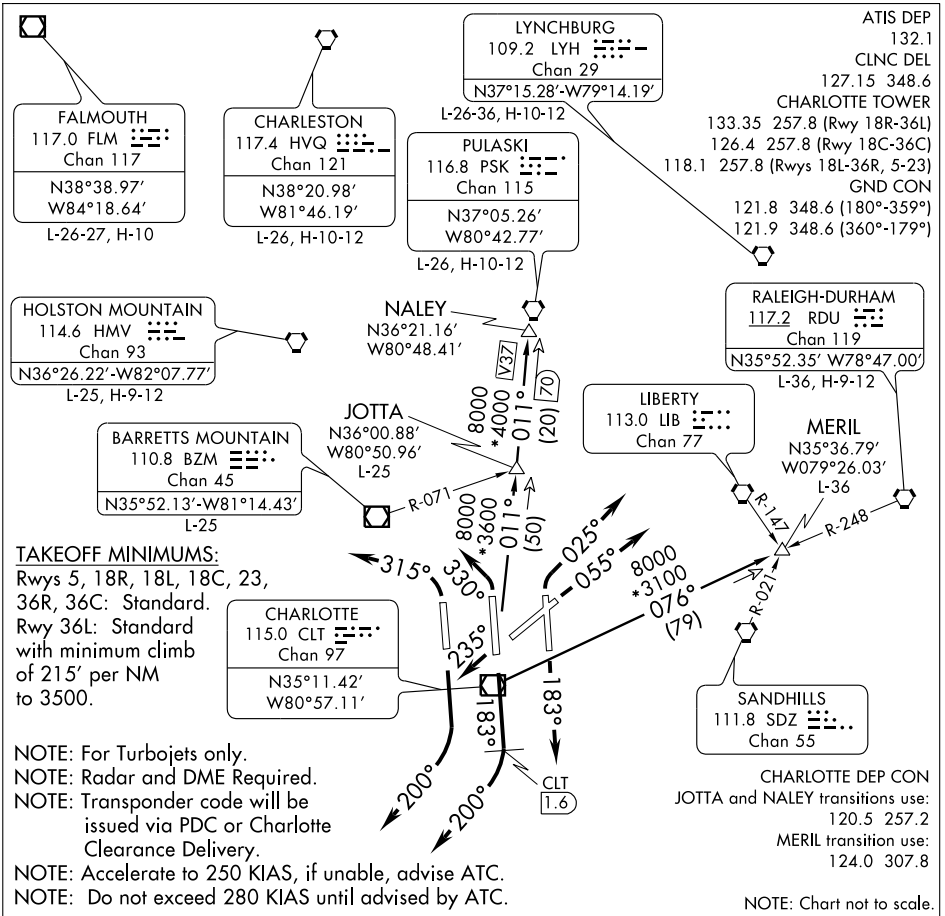 ATIS DEP
132.1
CLNC DEL
127.15 348.6
CHARLOTTE TOWER
133.35 257.8 (Rwy 18R-36L)
126.4 257.8 (Rwy 18C-36C)
118.1 257.8 (Rwys 18L-36R, 5-23)
GND CON
121.8 348.6 (180°-359°)
121.9 348.6 (360°-179°)
LYNCHBURG
109.2 LYH
Chan 29
N37°15.28′-W79°14.19′
L-26-36, H-10-12
FALMOUTH
117.0 FLM
Chan 117
N38°38.97′
W84°18.64′
L-26-27, H-10
CHARLESTON
117.4 HVQ
Chan 121
N38°20.98′
W81°46.19′
L-26, H-10-12
PULASKI
116.8 PSK
Chan 115
N37°05.26′
W80°42.77′
L-26, H-10-12
HOLSTON MOUNTAIN
114.6 HMV
Chan 93
N36°26.22′-W82°07.77′
L-25, H-9-12
NALEY
N36°21.16′
W80°48.41′
RALEIGH-DURHAM
117.2 RDU
Chan 119
N35°52.35′ W78°47.00′
L-36, H-9-12
V37
70
8000
*4000
011°
(20)
JOTTA
N36°00.88′
W80°50.96′
L-25
LIBERTY
113.0 LIB
Chan 77
MERIL
N35°36.79′
W079°26.03′
L-36
BARRETTS MOUNTAIN
110.8 BZM
Chan 45
N35°52.13′-W81°14.43′
L-25
R-071
R-147
R-248
R-021
8000
*3600
011°
(50)
025°
055°
8000
*3100
076°
(79)
315°
330°
235°
TAKEOFF MINIMUMS:
Rwys 5, 18R, 18L, 18C, 23,
36R, 36C: Standard.
Rwy 36L: Standard
with minimum climb
of 215′ per NM
to 3500.
CHARLOTTE
115.0 CLT
Chan 97
N35°11.42′
W80°57.11′
183°
183°
200°
200°
CLT
1.6
SANDHILLS
111.8 SDZ
Chan 55
NOTE: For Turbojets only.
NOTE: Radar and DME Required.
NOTE: Transponder code will be
issued via PDC or Charlotte
Clearance Delivery.
NOTE: Accelerate to 250 KIAS, if unable, advise ATC.
NOTE: Do not exceed 280 KIAS until advised by ATC.
CHARLOTTE DEP CON
JOTTA and NALEY transitions use:
120.5 257.2
MERIL transition use:
124.0 307.8
NOTE: Chart not to scale.